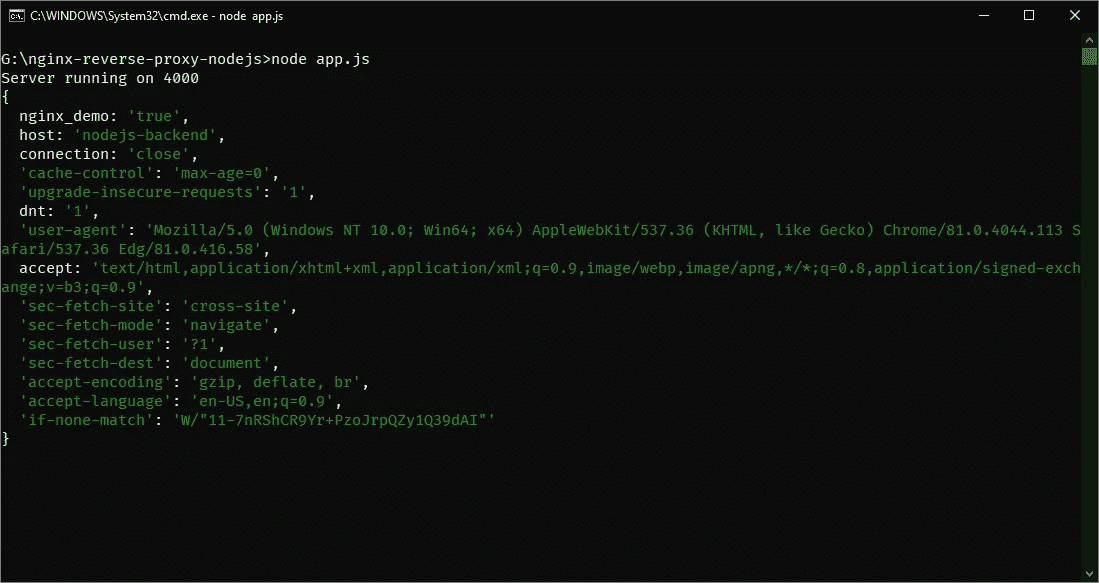 C:\WINDOWS\System32\cmd.exe - node app.js
G:\nginx-reverse-proxy-nodejs>node app.js
Server running on 4000
{
  nginx_demo: 'true',
  host: 'nodejs-backend',
  connection: 'close',
  'cache-control': 'max-age=0',
  'upgrade-insecure-requests': '1',
  dnt: '1',
  'user-agent': 'Mozilla/5.0 (Windows NT 10.0; Win64; x64) AppleWebKit/537.36 (KHTML, like Gecko) Chrome/81.0.4044.113 S
afari/537.36 Edg/81.0.416.58',
  accept: 'text/html,application/xhtml+xml,application/xml;q=0.9,image/webp,image/apng,*/*;q=0.8,application/signed-exch
ange;v=b3;q=0.9',
  'sec-fetch-site': 'cross-site',
  'sec-fetch-mode': 'navigate',
  'sec-fetch-user': '?1',
  'sec-fetch-dest': 'document',
  'accept-encoding': 'gzip, deflate, br',
  'accept-language': 'en-US,en;q=0.9',
  'if-none-match': 'W/"11-7nRShCR9Yr+PzoJrpQZy1Q39dAI"'
}